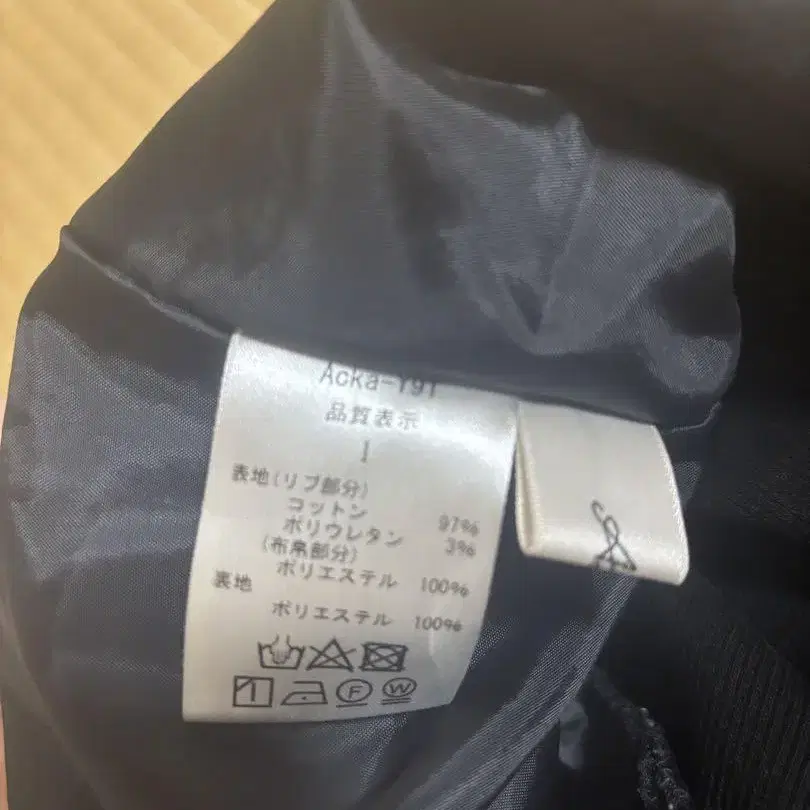 Acka-Y91
品質表示
1
表地(リブ部分)
コットン 97%
ポリウレタン 3%
(布帛部分)
ポリエステル 100%
裏地
ポリエステル 100%
F W